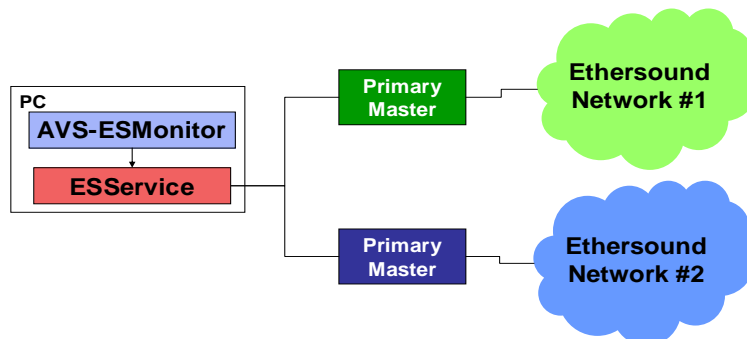 PC
AVS-ESMonitor
ESService
Primary
Master
Ethersound
Network #1
Primary
Master
Ethersound
Network #2